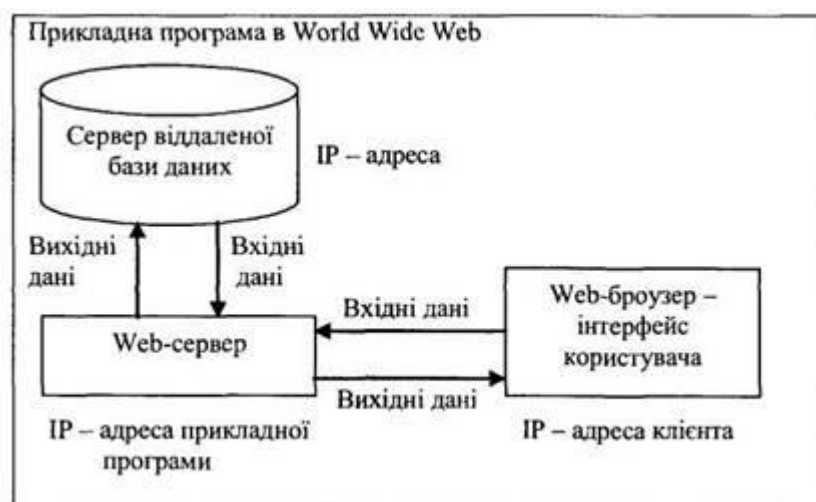 Прикладна програма в World Wide Web
Сервер віддаленої
бази даних
IP – адреса
Вихідні
дані
Вхідні
дані
Web-сервер
Вхідні дані
Вихідні дані
Web-броузер –
інтерфейс
користувача
IP – адреса прикладної
програми
IP – адреса клієнта